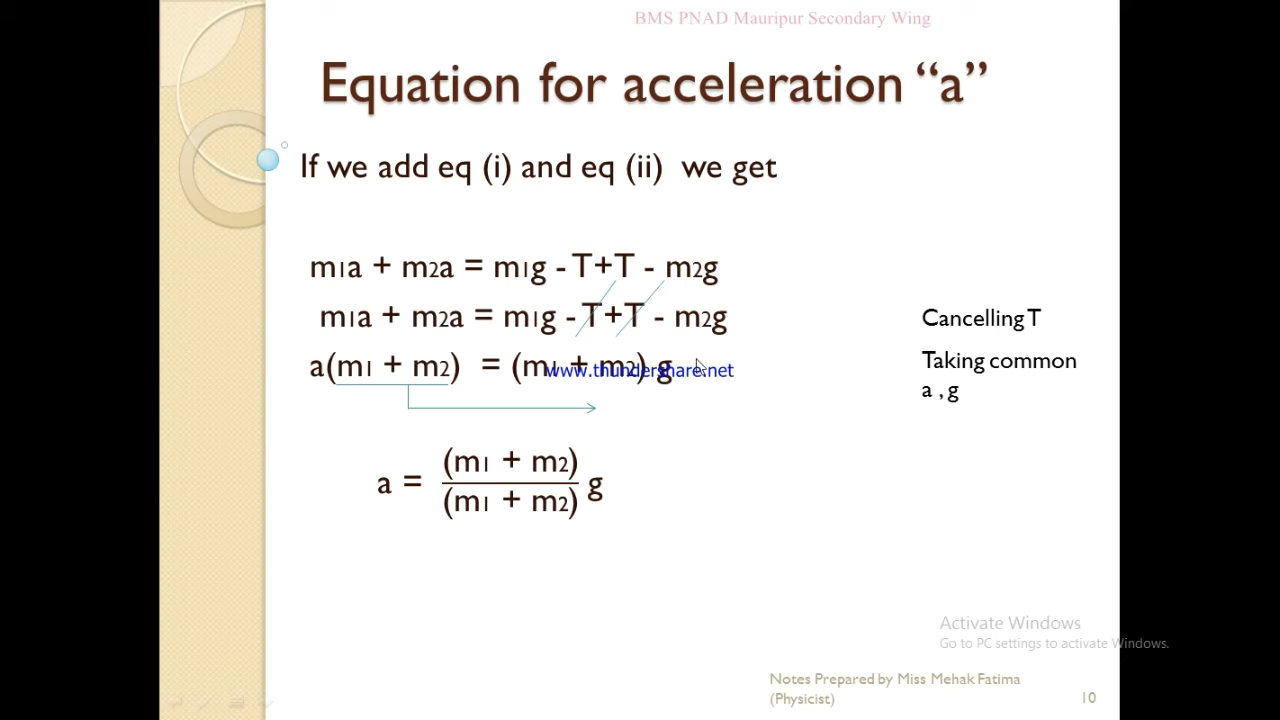 BMS PNAD Mauripur Secondary Wing
Equation for acceleration “a”
If we add eq (i) and eq (ii) we get
m1a + m2a = m1g - T+T - m2g
m1a + m2a = m1g - T+T - m2g
Cancelling T
a(m1 + m2) = (m1 + m2) g
www.thundershare.net
Taking common
a , g
a = (m1 + m2)
(m1 + m2) g
Activate Windows
Go to PC settings to activate Windows.
Notes Prepared by Miss Mehak Fatima
(Physicist)
10